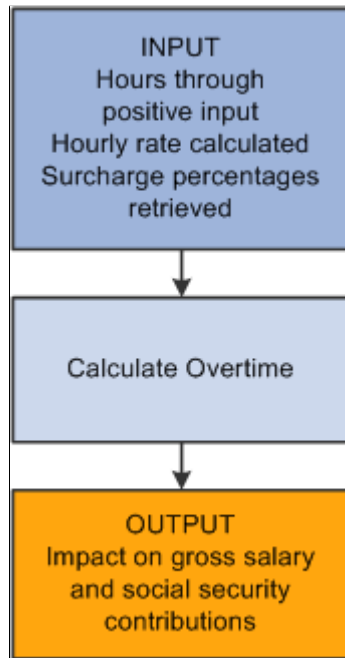 INPUT
Hours through
positive input
Hourly rate calculated
Surcharge percentages
retrieved
Calculate Overtime
OUTPUT
Impact on gross salary
and social security
contributions